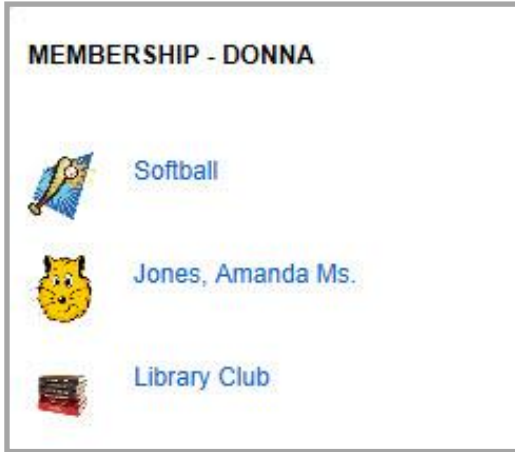 MEMBERSHIP - DONNA
Softball
Jones, Amanda Ms.
Library Club